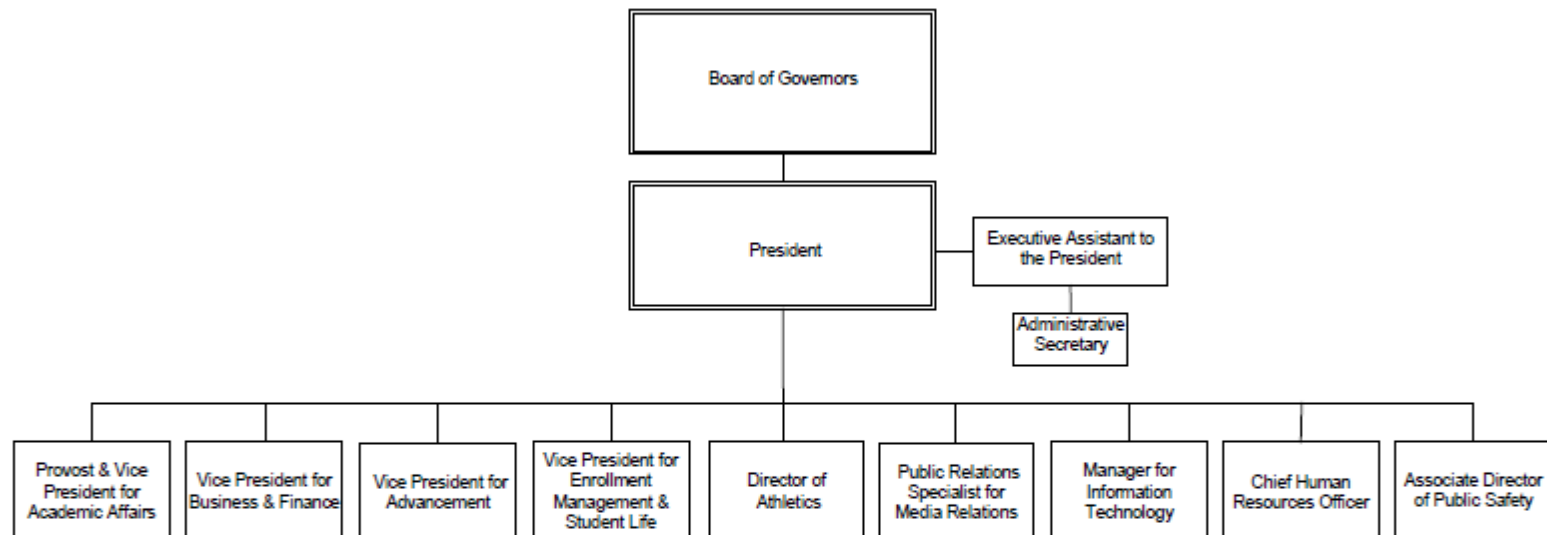 Board of Governors
President
Executive Assistant to
the President
Administrative
Secretary
Provost & Vice
President for
Academic Affairs
Vice President for
Business & Finance
Vice President for
Advancement
Vice President for
Enrollment
Management &
Student Life
Director of
Athletics
Public Relations
Specialist for
Media Relations
Manager for
Information
Technology
Chief Human
Resources Officer
Associate Director
of Public Safety